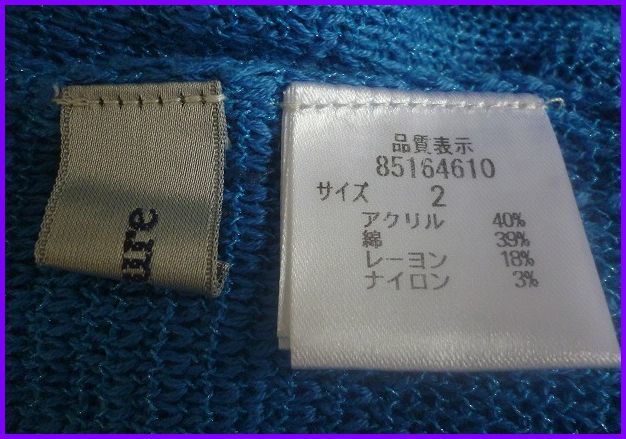 ure
品質表示
85164610
サイズ 2
アクリル 40%
綿 39%
レーヨン 18%
ナイロン 3%